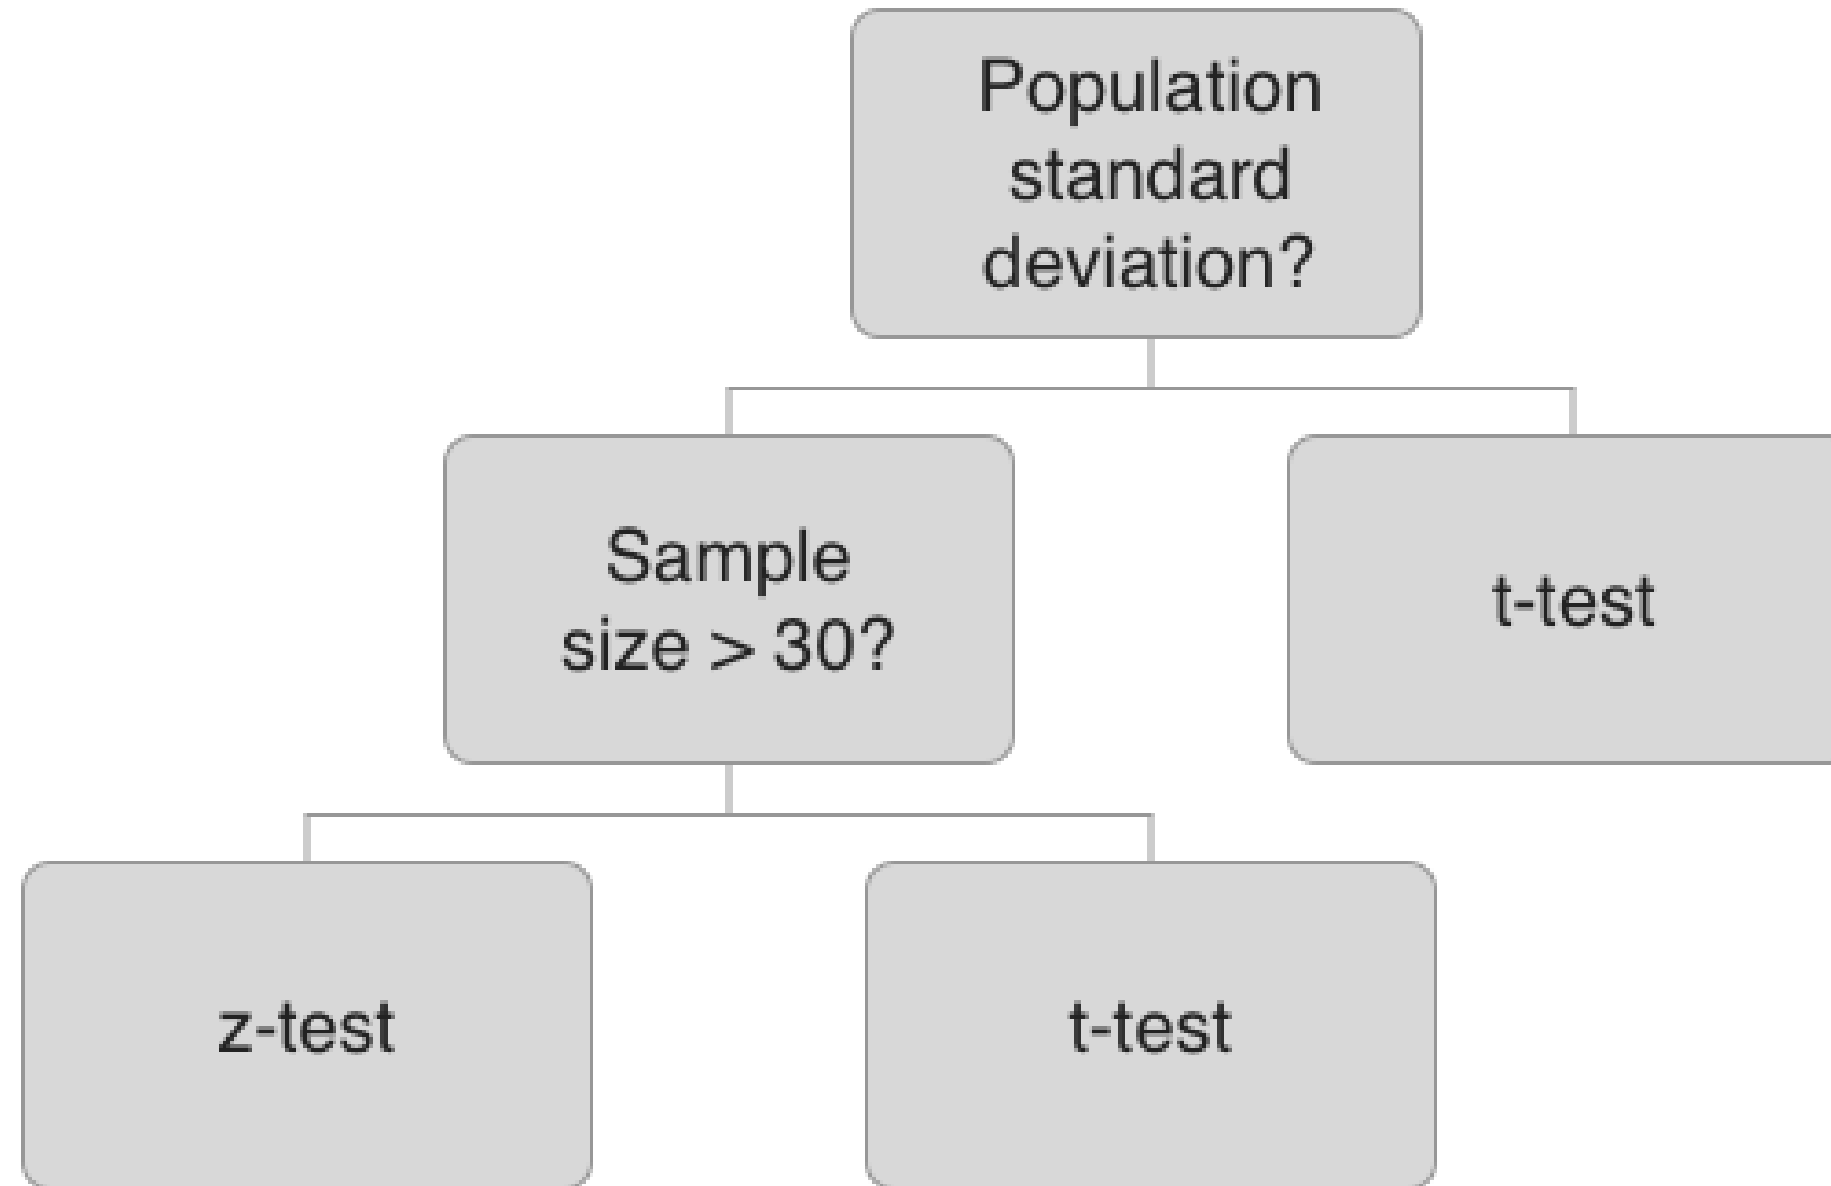 Population
standard
deviation?
Sample
size > 30?
t-test
z-test
t-test